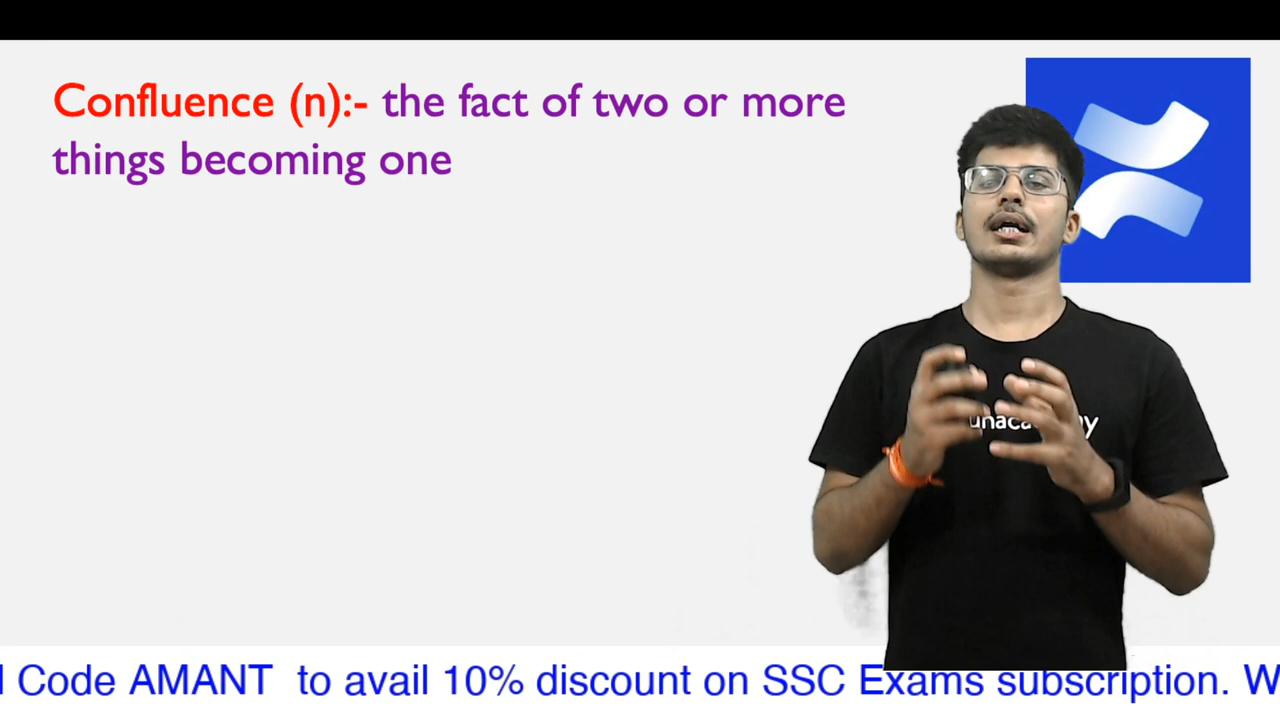 Confluence (n):- the fact of two or more
things becoming one
Code AMANT to avail 10% discount on SSC Exams subscription.